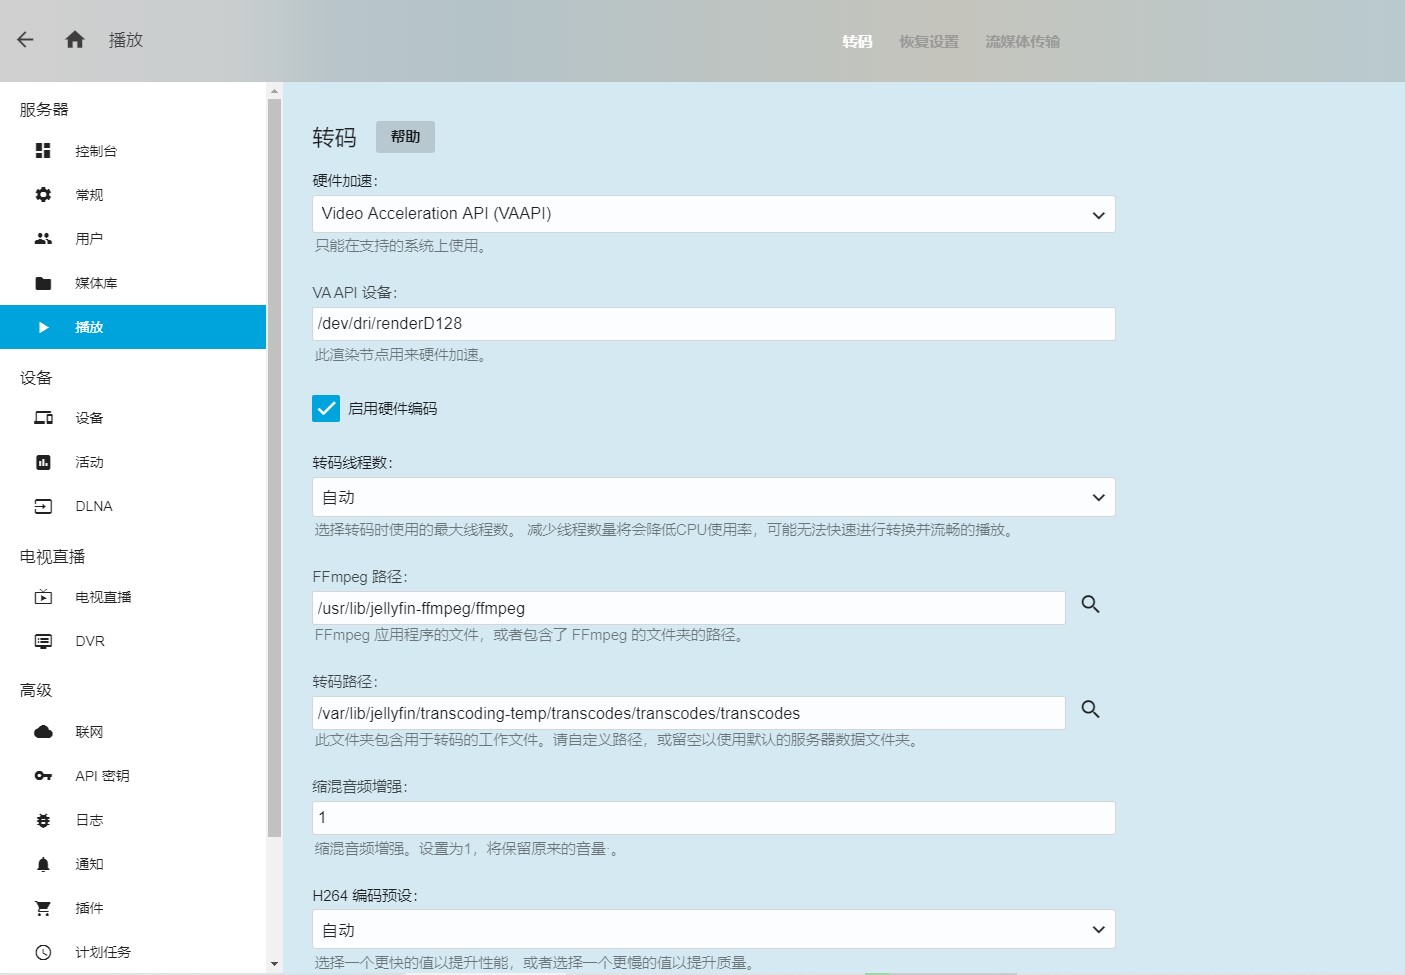 播放
转码
恢复设置
流媒体传输
服务器
控制台
常规
用户
媒体库
播放
设备
设备
活动
DLNA
电视直播
电视直播
DVR
高级
联网
API 密钥
日志
通知
插件
计划任务
转码
帮助
硬件加速:
Video Acceleration API (VAAPI)
只能在支持的系统上使用。
VA API 设备:
/dev/dri/renderD128
此渲染节点用来硬件加速。
启用硬件编码
转码线程数:
自动
选择转码时使用的最大线程数。 减少线程数量将会降低CPU使用率，可能无法快速进行转换并流畅的播放。
FFmpeg 路径:
/usr/lib/jellyfin-ffmpeg/ffmpeg
FFmpeg 应用程序的文件，或者包含了 FFmpeg 的文件夹的路径。
转码路径:
/var/lib/jellyfin/transcoding-temp/transcodes/transcodes/transcodes
此文件夹包含用于转码的工作文件。请自定义路径，或留空以使用默认的服务器数据文件夹。
缩混音频增强:
1
缩混音频增强。设置为1，将保留原来的音量·。
H264 编码预设:
自动
选择一个更快的值以提升性能，或者选择一个更慢的值以提升质量。